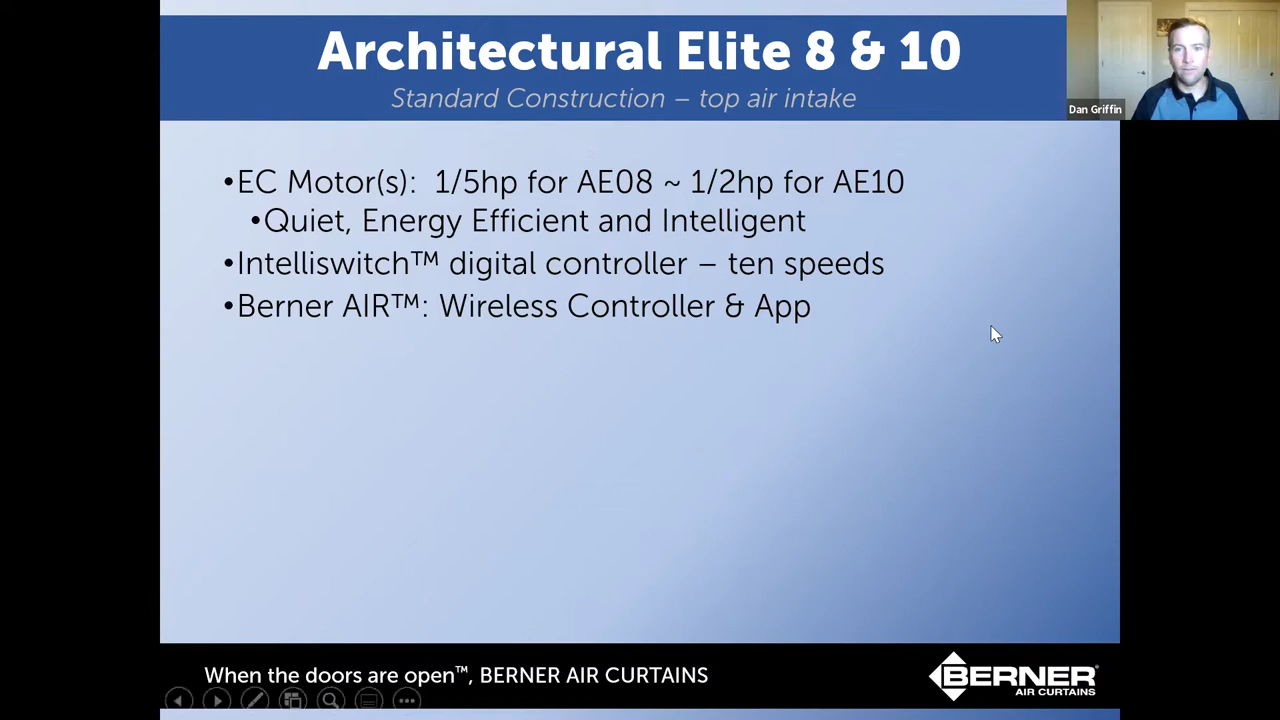 Architectural Elite 8 & 10
Standard Construction – top air intake
Dan Griffin
•EC Motor(s):  1/5hp for AE08 ~ 1/2hp for AE10
•Quiet, Energy Efficient and Intelligent
•Intelliswitch™ digital controller – ten speeds
•Berner AIR™: Wireless Controller & App
When the doors are open™, BERNER AIR CURTAINS
BERNER®
AIR CURTAINS